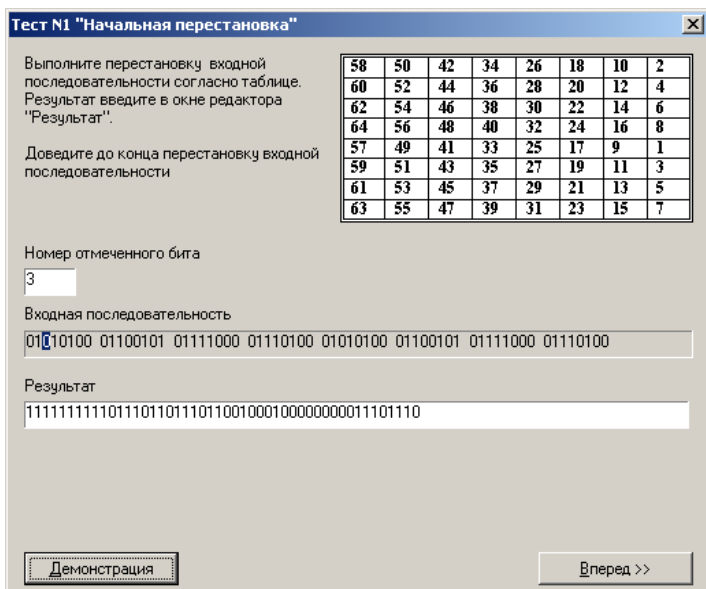 Тест N1 "Начальная перестановка"
Выполните перестановку входной
последовательности согласно таблице.
Результат введите в окне редактора
"Результат".
Доведите до конца перестановку входной
последовательности
58 50 42 34 26 18 10 2
60 52 44 36 28 20 12 4
62 54 46 38 30 22 14 6
64 56 48 40 32 24 16 8
57 49 41 33 25 17 9 1
59 51 43 35 27 19 11 3
61 53 45 37 29 21 13 5
63 55 47 39 31 23 15 7
Номер отмеченного бита
3
Входная последовательность
01010100 01100101 01111000 01110100 01010100 01100101 01111000 01110100
Результат
111111111101110110111011001000100000000011101110
Демонстрация
Вперед >>